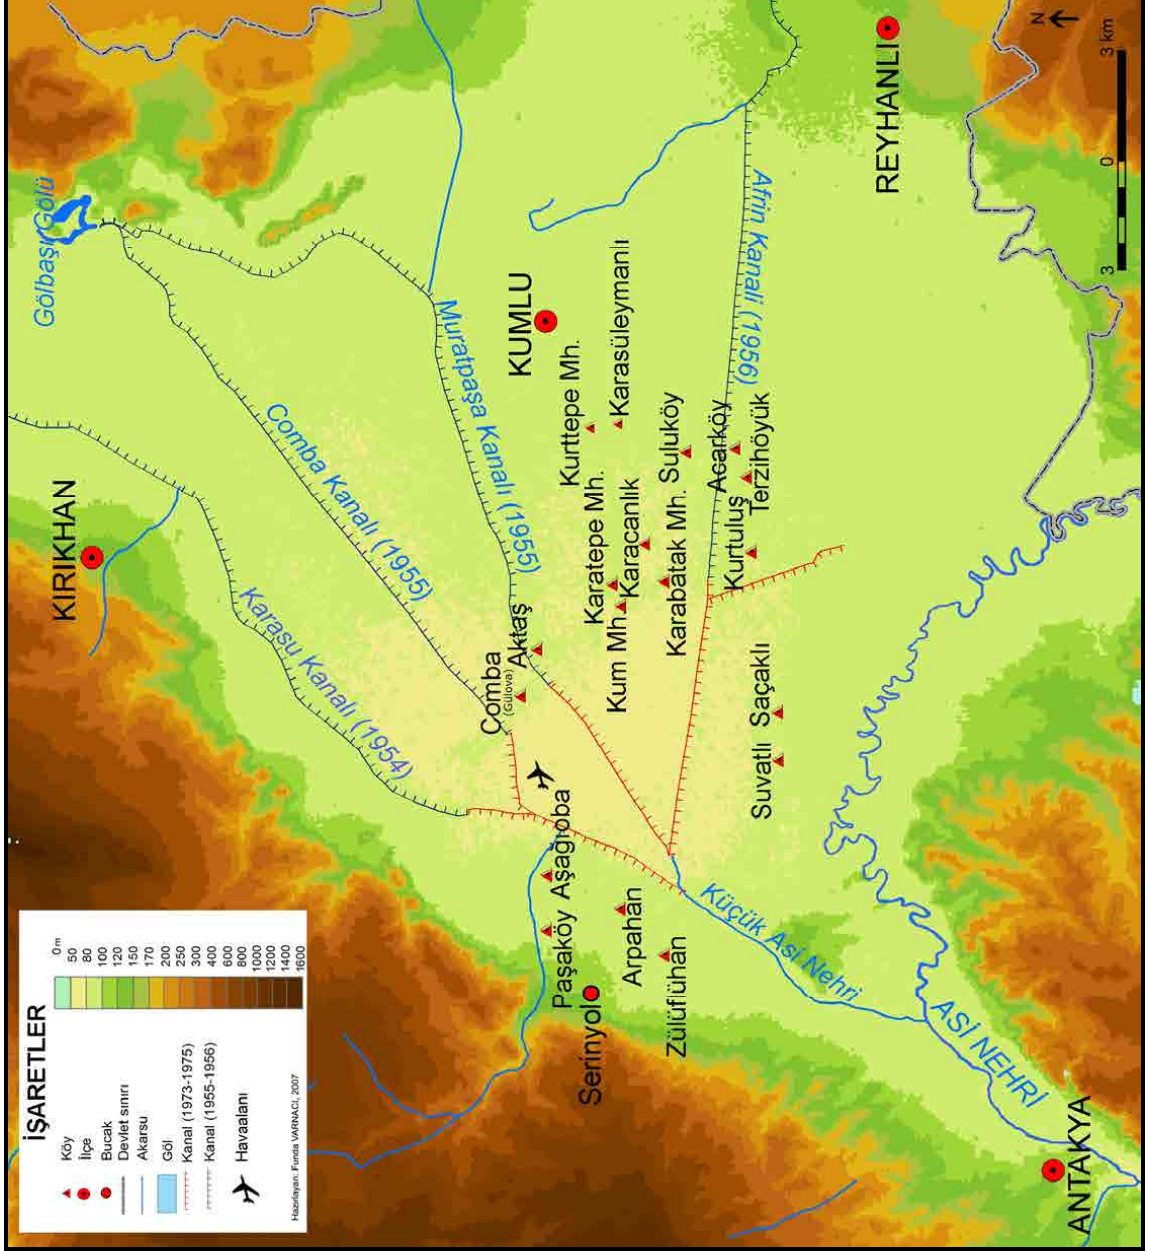 İŞARETLER
Köy
İlçe
Bucak
Devlet sınırı
Akarsu
Göl
Kanal (1973-1975)
Kanal (1955-1956)
Havaalanı
0 m
50
80
100
120
150
170
200
250
300
400
600
800
1000
1200
1400
1600
Hazırlayan: Funda VARNACI, 2007
KIRIKHAN
Gölbaşı Gölü
Karasu Kanalı (1954)
Comba Kanalı (1955)
Muratpaşa Kanalı (1955)
KUMLU
Çomba
(Gülova)
Aktaş
Paşaköy
Aşağıoba
Serinyol
Arpahan
Zülüflühan
Kurttepe Mh.
Karasüleymanlı
Karatepe Mh.
Karacanlık
Kum Mh.
Karabatak Mh.
Suluköy
Acarköy
Terzihöyük
Kurtuluş
Afrin Kanali (1956)
Suvatlı
Saçaklı
Küçük Asi Nehri
ASİ NEHRİ
ANTAKYA
REYHANLI
N
3
0
3 km